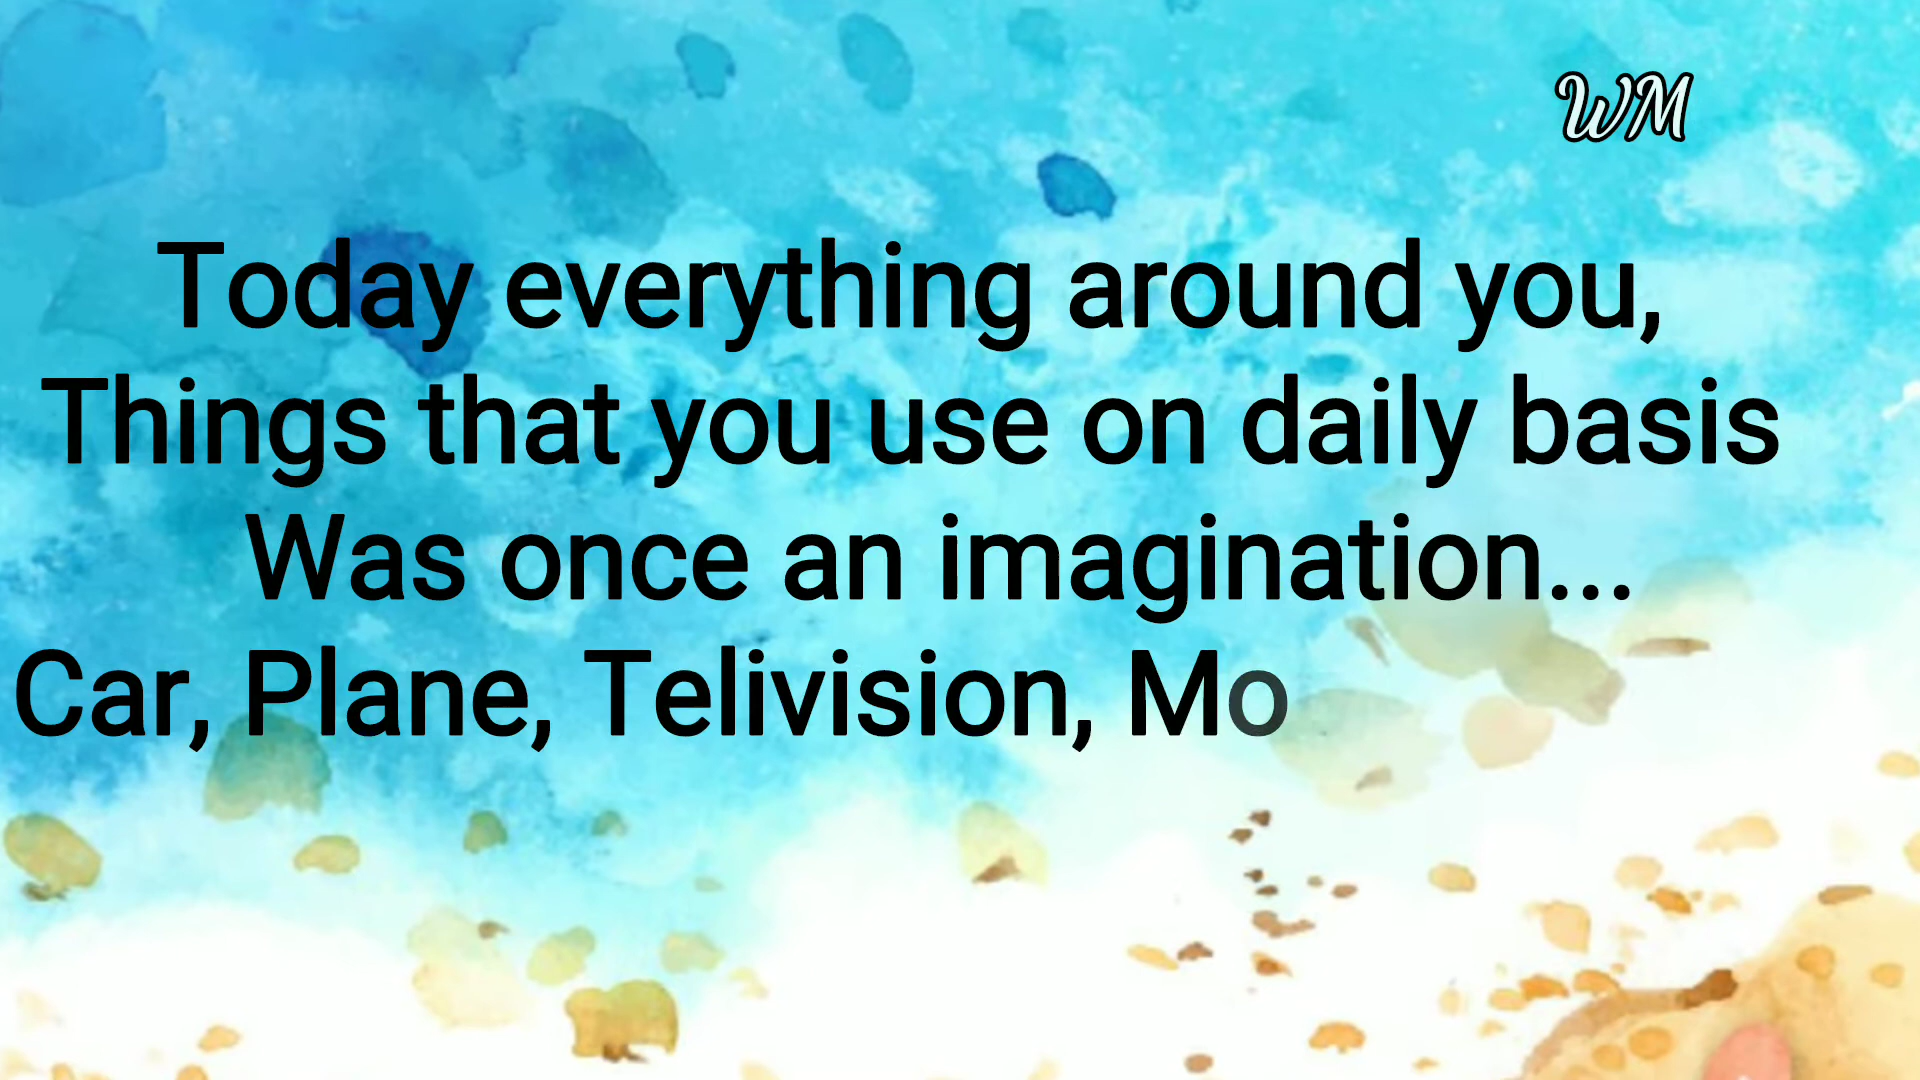 WM
Today everything around you,
Things that you use on daily basis
Was once an imagination...
Car, Plane, Telivision, Mo